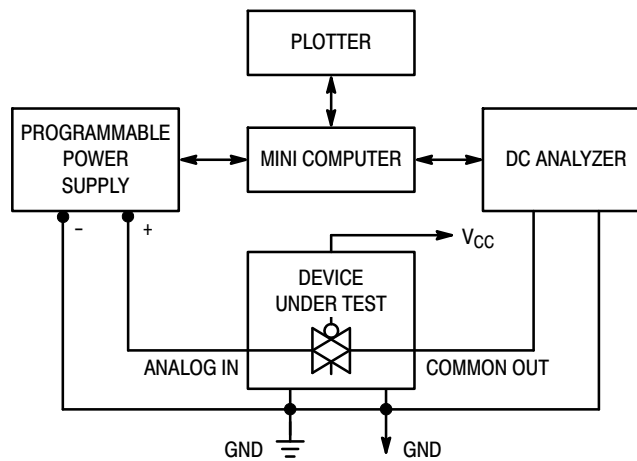 PLOTTER
PROGRAMMABLE
POWER
SUPPLY
MINI COMPUTER
DC ANALYZER
– +
VCC
DEVICE
UNDER TEST
ANALOG IN
COMMON OUT
GND
GND